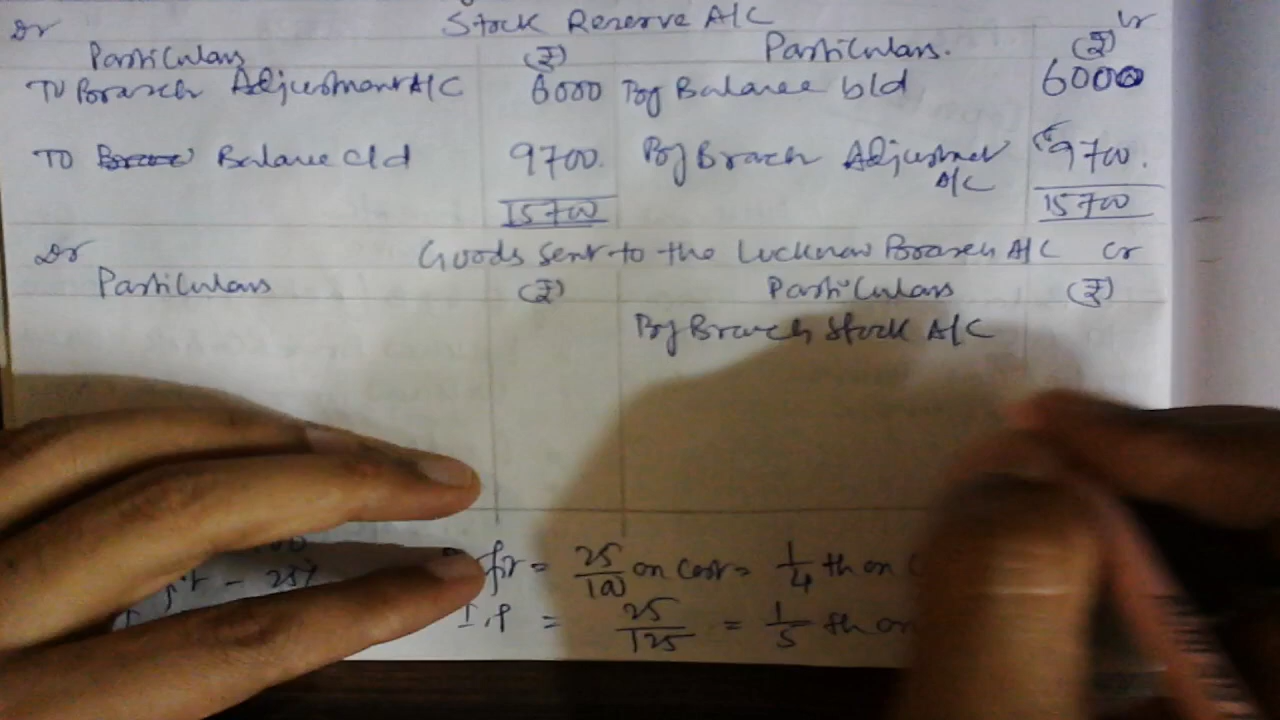 Dr Stock Reserve A/C Cr
Particulars (₹) Particulars. (₹)
To Branch Adjustment A/C 6000 By Balance b/d 6000
To Balance c/d 9700. By Branch Adjustment A/C 9700.
15700 15700
Dr Goods Sent to the Lucknow Branch A/C Cr
Particulars (₹) Particulars (₹)
By Branch Stock A/C
= 25/100 on Cost = 1/4 th on C
I.P = 25/125 = 1/5 th on